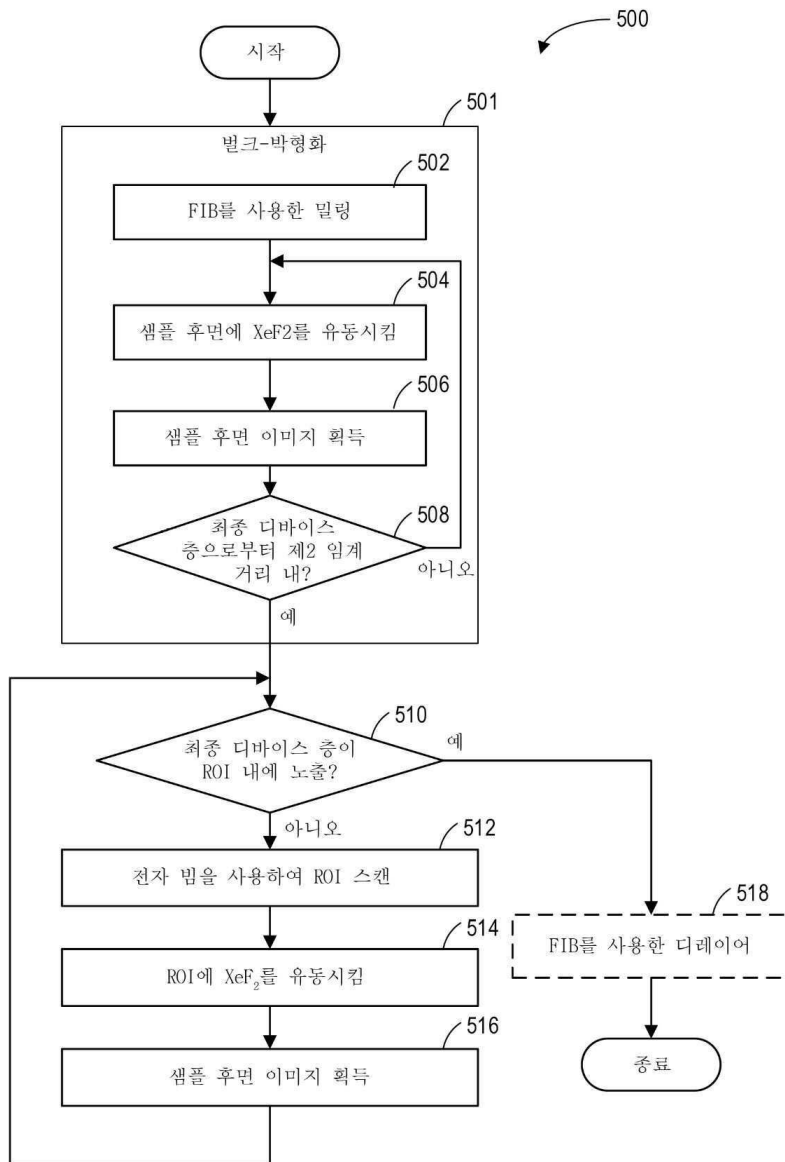 500
시작
501
벌크-박형화
502
FIB를 사용한 밀링
504
샘플 후면에 XeF2를 유동시킴
506
샘플 후면 이미지 획득
508
최종 디바이스
층으로부터 제2 임계
거리 내?
아니오
예
510
최종 디바이스 층이
ROI 내에 노출?
예
아니오
512
전자 빔을 사용하여 ROI 스캔
514
ROI에 XeF₂를 유동시킴
516
샘플 후면 이미지 획득
518
FIB를 사용한 디레이어
종료